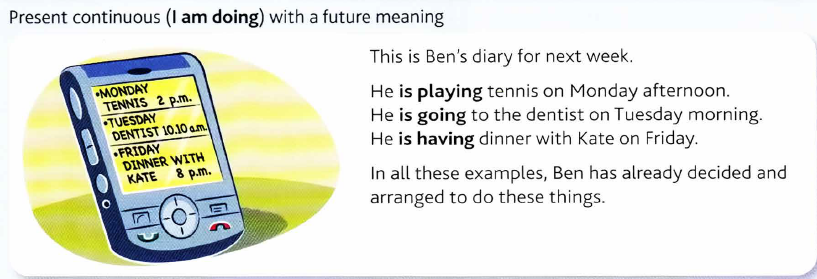 Present continuous (I am doing) with a future meaning
•MONDAY
TENNIS 2 p.m.
•TUESDAY
DENTIST 10.10 a.m.
•FRIDAY
DINNER WITH
KATE 8 p.m.
This is Ben's diary for next week.
He is playing tennis on Monday afternoon.
He is going to the dentist on Tuesday morning.
He is having dinner with Kate on Friday.
In all these examples, Ben has already decided and
arranged to do these things.